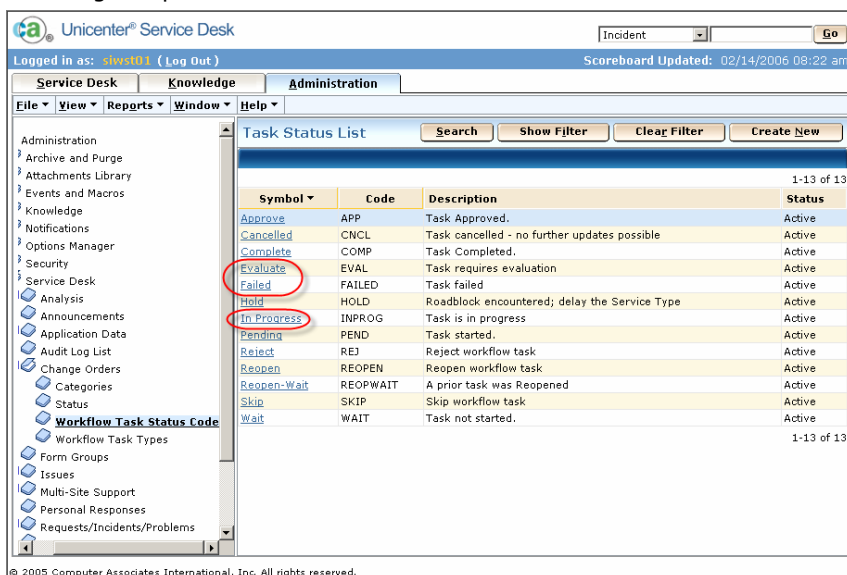 ca® Unicenter® Service Desk
Incident Go
Logged in as: siwst01 (Log Out) Scoreboard Updated: 02/14/2006 08:22 am
Service Desk Knowledge Administration
File View Reports Window Help
Task Status List Search Show Filter Clear Filter Create New
1-13 of 13
Symbol Code Description Status
Approve APP Task Approved. Active
Cancelled CNCL Task cancelled - no further updates possible Active
Complete COMP Task Completed. Active
Evaluate EVAL Task requires evaluation Active
Failed FAILED Task failed Active
Hold HOLD Roadblock encountered; delay the Service Type Active
In Progress INPROG Task is in progress Active
Pending PEND Task started. Active
Reject REJ Reject workflow task Active
Reopen REOPEN Reopen workflow task Active
Reopen-Wait REOPWAIT A prior task was Reopened Active
Skip SKIP Skip workflow task Active
Wait WAIT Task not started. Active
1-13 of 13
Administration
Archive and Purge
Attachments Library
Events and Macros
Knowledge
Notifications
Options Manager
Security
Service Desk
Analysis
Announcements
Application Data
Audit Log List
Change Orders
Categories
Status
Workflow Task Status Code
Workflow Task Types
Form Groups
Issues
Multi-Site Support
Personal Responses
Requests/Incidents/Problems
© 2005 Computer Associates International, Inc. All rights reserved.